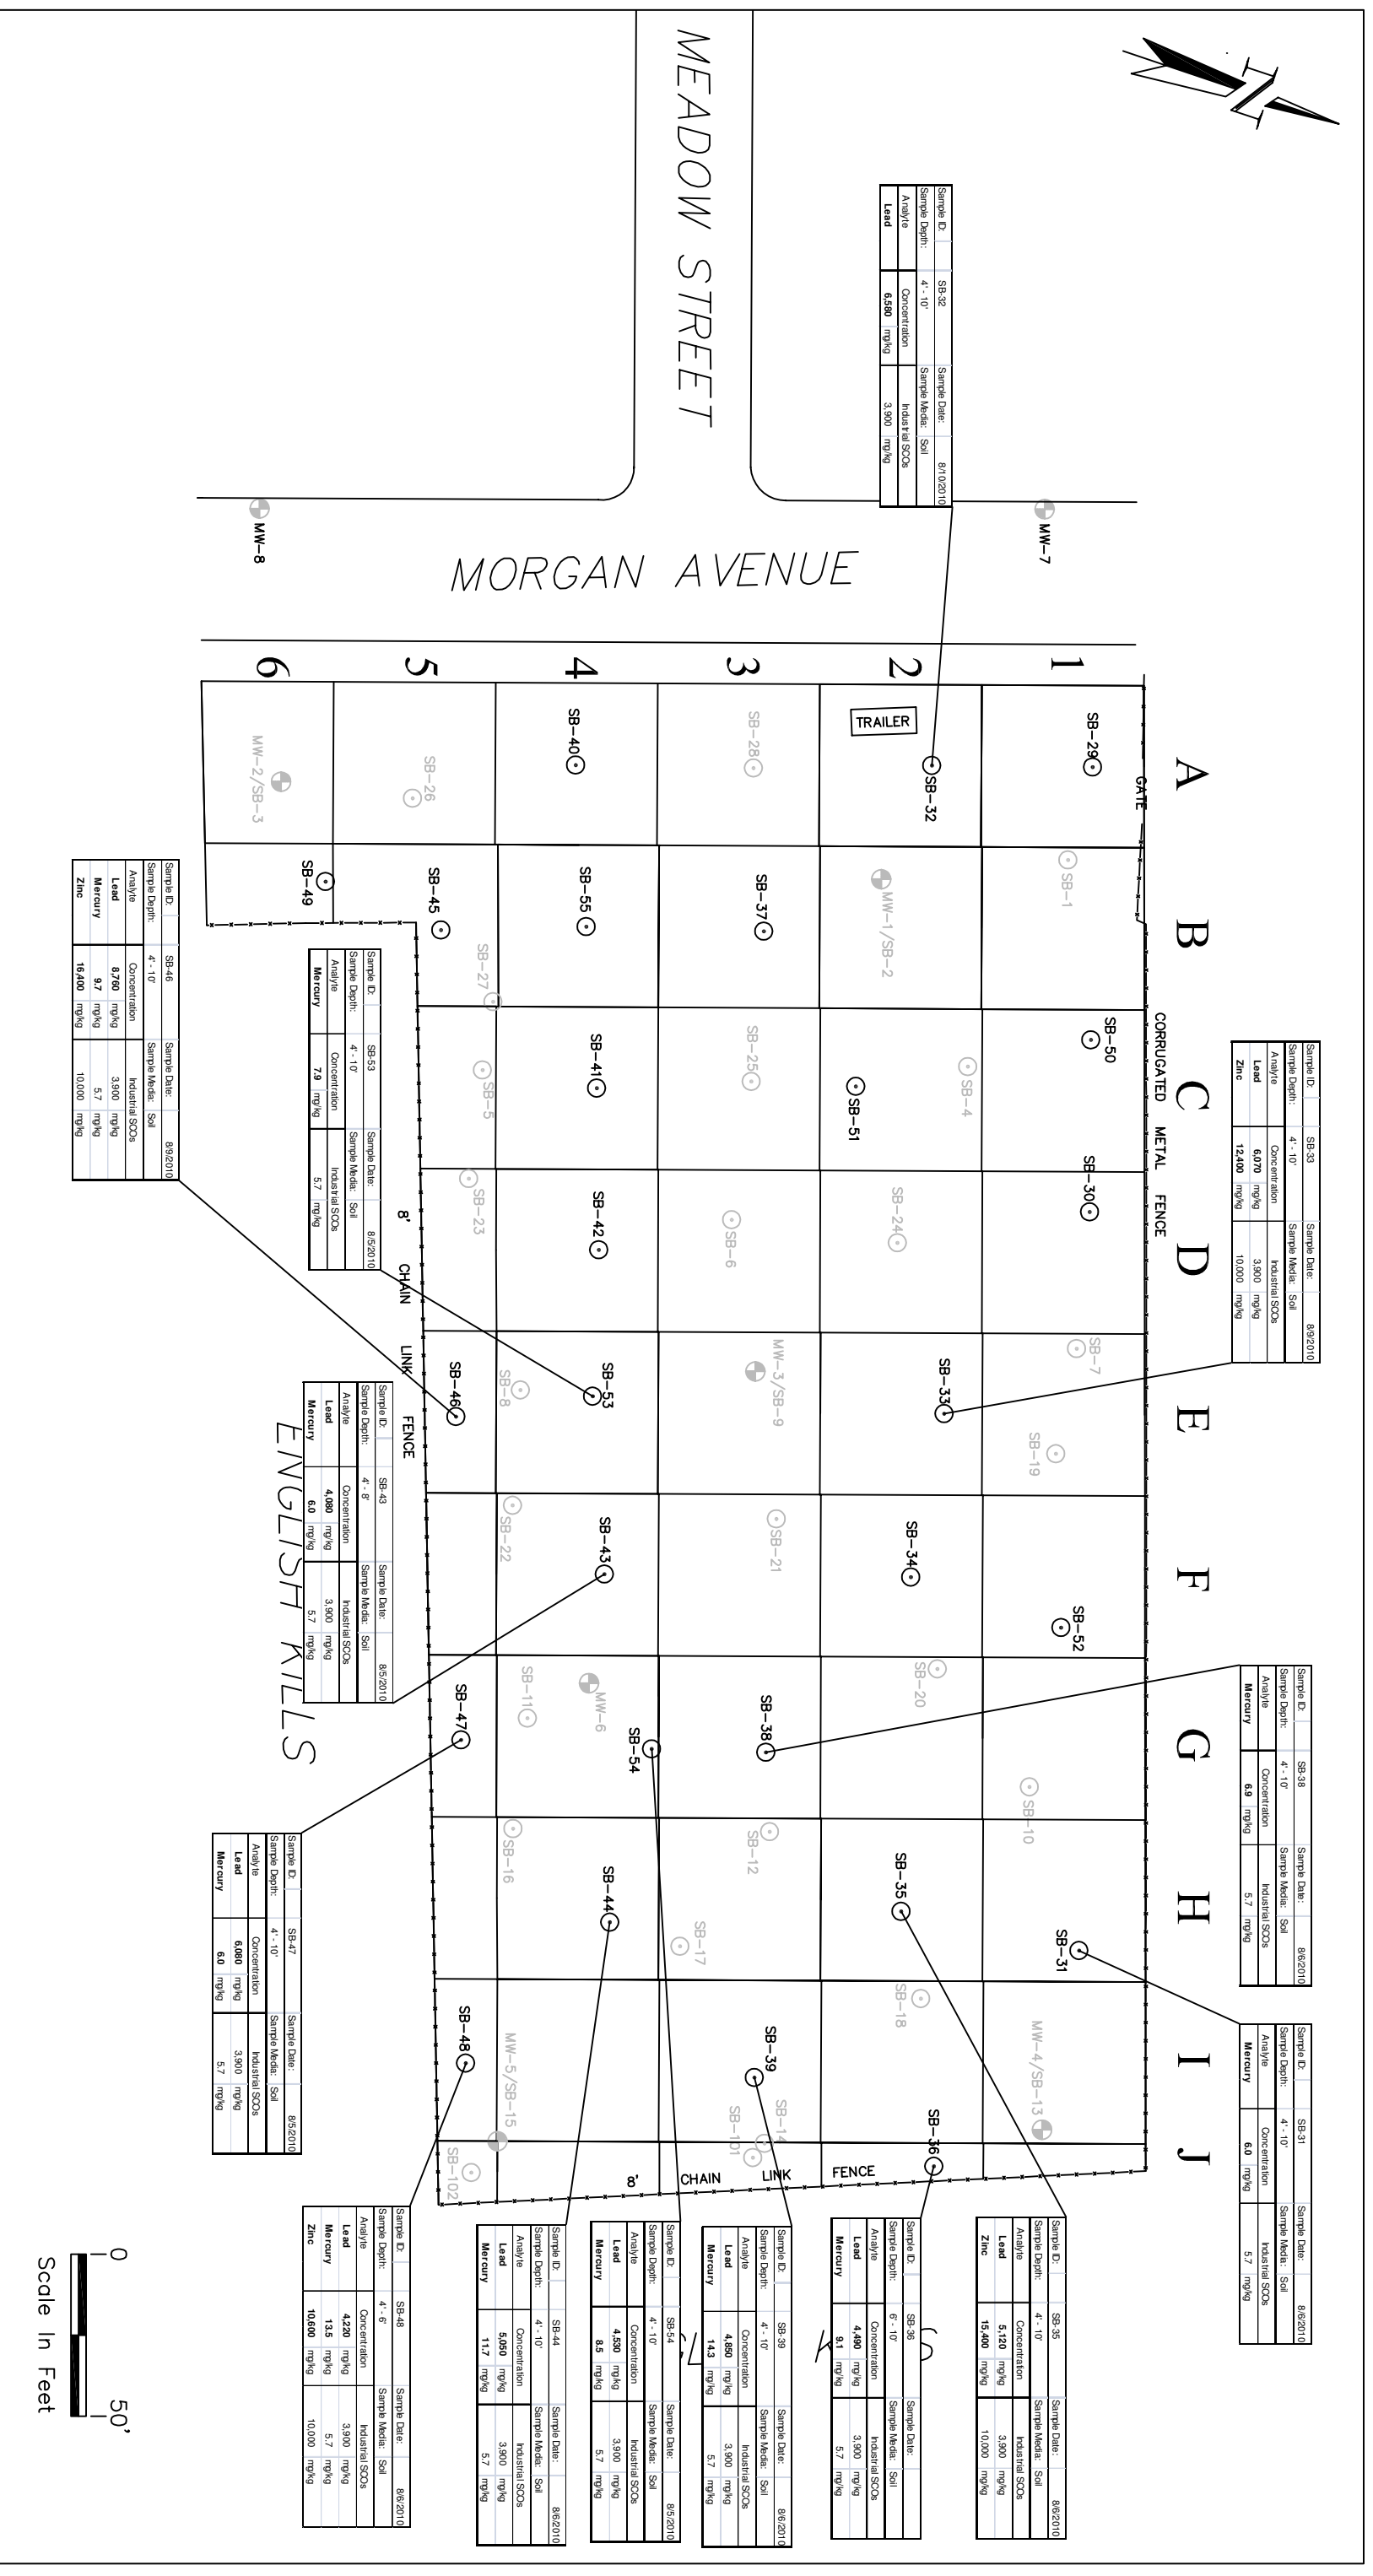 N
Sample ID: SB-33 Sample Date: 8/9/2010
Sample Depth: 4' - 10' Sample Media: Soil
Analyte Concentration Industrial SCOs
Lead 6,070 mg/kg 3,900 mg/kg
Zinc 12,400 mg/kg 10,000 mg/kg
Sample ID: SB-38 Sample Date: 8/6/2010
Sample Depth: 4' - 10' Sample Media: Soil
Analyte Concentration Industrial SCOs
Mercury 6.9 mg/kg 5.7 mg/kg
Sample ID: SB-31 Sample Date: 8/6/2010
Sample Depth: 4' - 10' Sample Media: Soil
Analyte Concentration Industrial SCOs
Mercury 6.0 mg/kg 5.7 mg/kg
A B C D E F G H I J
GATE
CORRUGATED METAL FENCE
MW-7
1
SB-29
SB-1
SB-50
SB-30
SB-7
SB-19
SB-52
SB-10
SB-31
MW-4/SB-13
Sample ID: SB-32 Sample Date: 8/10/2010
Sample Depth: 4' - 10' Sample Media: Soil
Analyte Concentration Industrial SCOs
Lead 6,580 mg/kg 3,900 mg/kg
2
TRAILER
SB-32
MW-1/SB-2
SB-4
SB-51
SB-24
SB-33
SB-34
SB-20
SB-35
SB-18
SB-36
Sample ID: SB-35 Sample Date: 8/6/2010
Sample Depth: 4' - 10' Sample Media: Soil
Analyte Concentration Industrial SCOs
Lead 5,120 mg/kg 3,900 mg/kg
Zinc 15,400 mg/kg 10,000 mg/kg
Sample ID: SB-36 Sample Date: 8/6/2010
Sample Depth: 6' - 10' Sample Media: Soil
Analyte Concentration Industrial SCOs
Lead 4,490 mg/kg 3,900 mg/kg
Mercury 9.1 mg/kg 5.7 mg/kg
MEADOW STREET
MORGAN AVENUE
3
SB-28
SB-37
SB-25
SB-6
MW-3/SB-9
SB-21
SB-38
SB-12
SB-17
SB-39
SB-14
SB-101
8' CHAIN LINK FENCE
Sample ID: SB-39 Sample Date: 8/6/2010
Sample Depth: 4' - 10' Sample Media: Soil
Analyte Concentration Industrial SCOs
Lead 4,850 mg/kg 3,900 mg/kg
Mercury 14.3 mg/kg 5.7 mg/kg
Sample ID: SB-54 Sample Date: 8/5/2010
Sample Depth: 4' - 10' Sample Media: Soil
Analyte Concentration Industrial SCOs
Lead 4,530 mg/kg 3,900 mg/kg
Mercury 8.5 mg/kg 5.7 mg/kg
4
SB-40
SB-55
SB-41
SB-42
SB-53
SB-43
MW-6
SB-54
SB-11
SB-44
Sample ID: SB-44 Sample Date: 8/6/2010
Sample Depth: 4' - 10' Sample Media: Soil
Analyte Concentration Industrial SCOs
Lead 5,050 mg/kg 3,900 mg/kg
Mercury 11.7 mg/kg 5.7 mg/kg
5
SB-26
SB-45
SB-27
SB-5
SB-23
SB-8
SB-46
SB-22
SB-47
SB-16
SB-48
MW-5/SB-15
SB-102
8' CHAIN LINK FENCE
MW-8
6
MW-2/SB-3
SB-49
Sample ID: SB-53 Sample Date: 8/5/2010
Sample Depth: 4' - 10' Sample Media: Soil
Analyte Concentration Industrial SCOs
Mercury 7.9 mg/kg 5.7 mg/kg
Sample ID: SB-43 Sample Date: 8/5/2010
Sample Depth: 4' - 8' Sample Media: Soil
Analyte Concentration Industrial SCOs
Lead 4,080 mg/kg 3,900 mg/kg
Mercury 6.0 mg/kg 5.7 mg/kg
ENGLISH KILLS
Sample ID: SB-48 Sample Date: 8/6/2010
Sample Depth: 4' - 6' Sample Media: Soil
Analyte Concentration Industrial SCOs
Lead 4,220 mg/kg 3,900 mg/kg
Mercury 13.5 mg/kg 5.7 mg/kg
Zinc 10,600 mg/kg 10,000 mg/kg
Sample ID: SB-47 Sample Date: 8/5/2010
Sample Depth: 4' - 10' Sample Media: Soil
Analyte Concentration Industrial SCOs
Lead 6,080 mg/kg 3,900 mg/kg
Mercury 6.0 mg/kg 5.7 mg/kg
Sample ID: SB-46 Sample Date: 8/9/2010
Sample Depth: 4' - 10' Sample Media: Soil
Analyte Concentration Industrial SCOs
Lead 8,760 mg/kg 3,900 mg/kg
Mercury 9.7 mg/kg 5.7 mg/kg
Zinc 16,400 mg/kg 10,000 mg/kg
0 50'
Scale In Feet